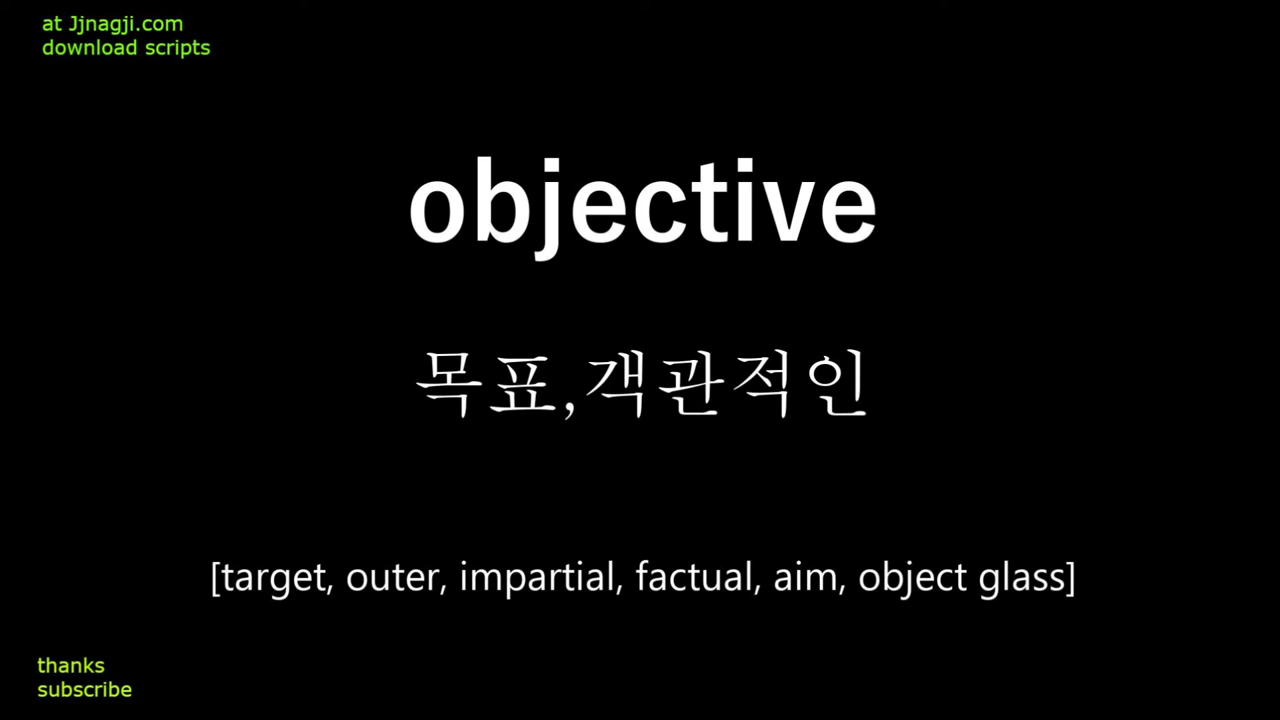 at Jjnagji.com
download scripts
objective
목표,객관적인
[target, outer, impartial, factual, aim, object glass]
thanks
subscribe